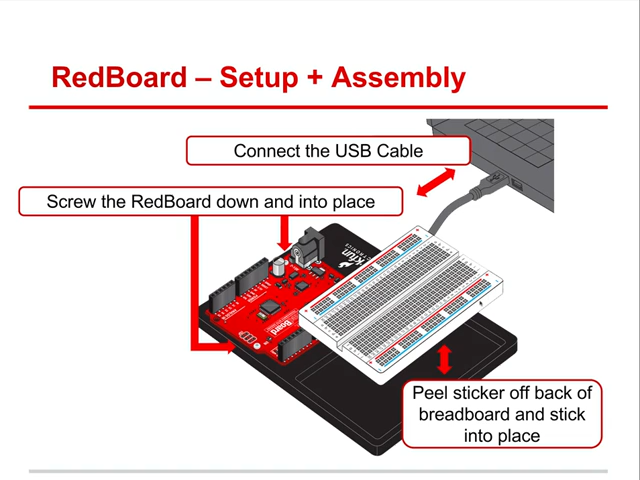 RedBoard – Setup + Assembly
Connect the USB Cable
Screw the RedBoard down and into place
Peel sticker off back of
breadboard and stick
into place